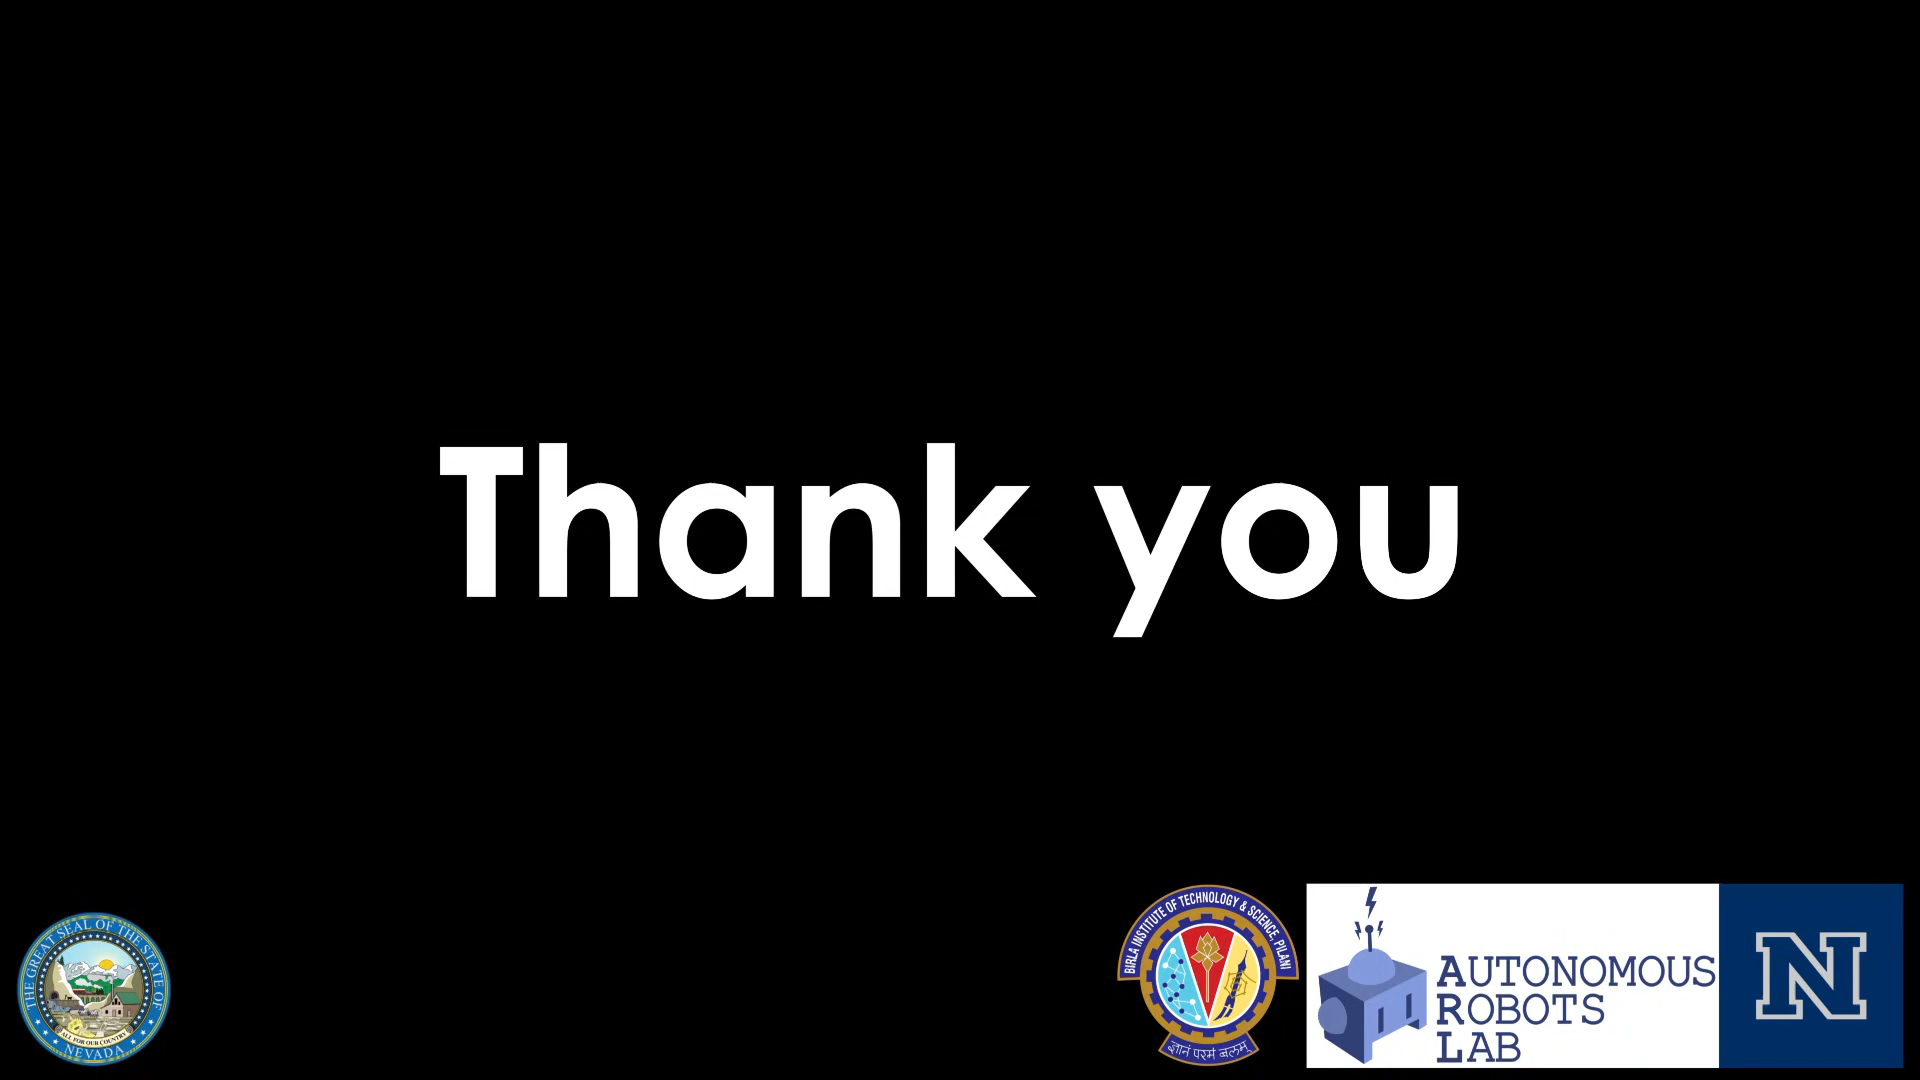 Thank you
THE GREAT SEAL OF THE STATE OF
NEVADA
ALL FOR OUR COUNTRY
BIRLA INSTITUTE OF TECHNOLOGY & SCIENCE, PILANI
ज्ञानं परमं बलम्
AUTONOMOUS
ROBOTS
LAB
N